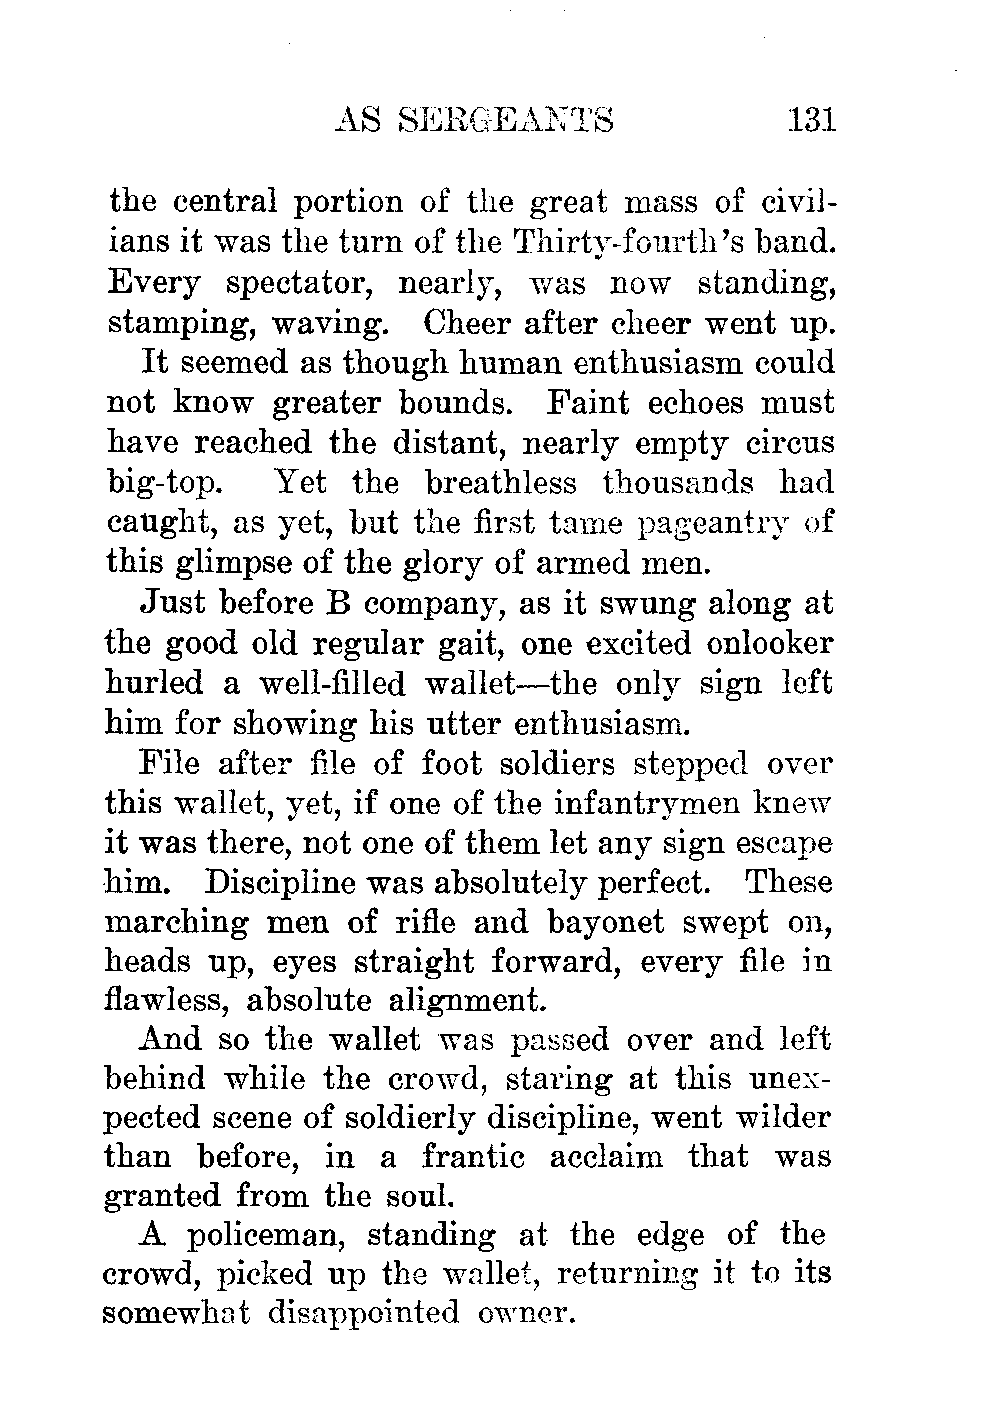 AS SERGEANTS 131
the central portion of the great mass of civil-
ians it was the turn of the Thirty-fourth's band.
Every spectator, nearly, was now standing,
stamping, waving. Cheer after cheer went up.
It seemed as though human enthusiasm could
not know greater bounds. Faint echoes must
have reached the distant, nearly empty circus
big-top. Yet the breathless thousands had
caught, as yet, but the first tame pageantry of
this glimpse of the glory of armed men.
Just before B company, as it swung along at
the good old regular gait, one excited onlooker
hurled a well-filled wallet—the only sign left
him for showing his utter enthusiasm.
File after file of foot soldiers stepped over
this wallet, yet, if one of the infantrymen knew
it was there, not one of them let any sign escape
him. Discipline was absolutely perfect. These
marching men of rifle and bayonet swept on,
heads up, eyes straight forward, every file in
flawless, absolute alignment.
And so the wallet was passed over and left
behind while the crowd, staring at this unex-
pected scene of soldierly discipline, went wilder
than before, in a frantic acclaim that was
granted from the soul.
A policeman, standing at the edge of the
crowd, picked up the wallet, returning it to its
somewhat disappointed owner.